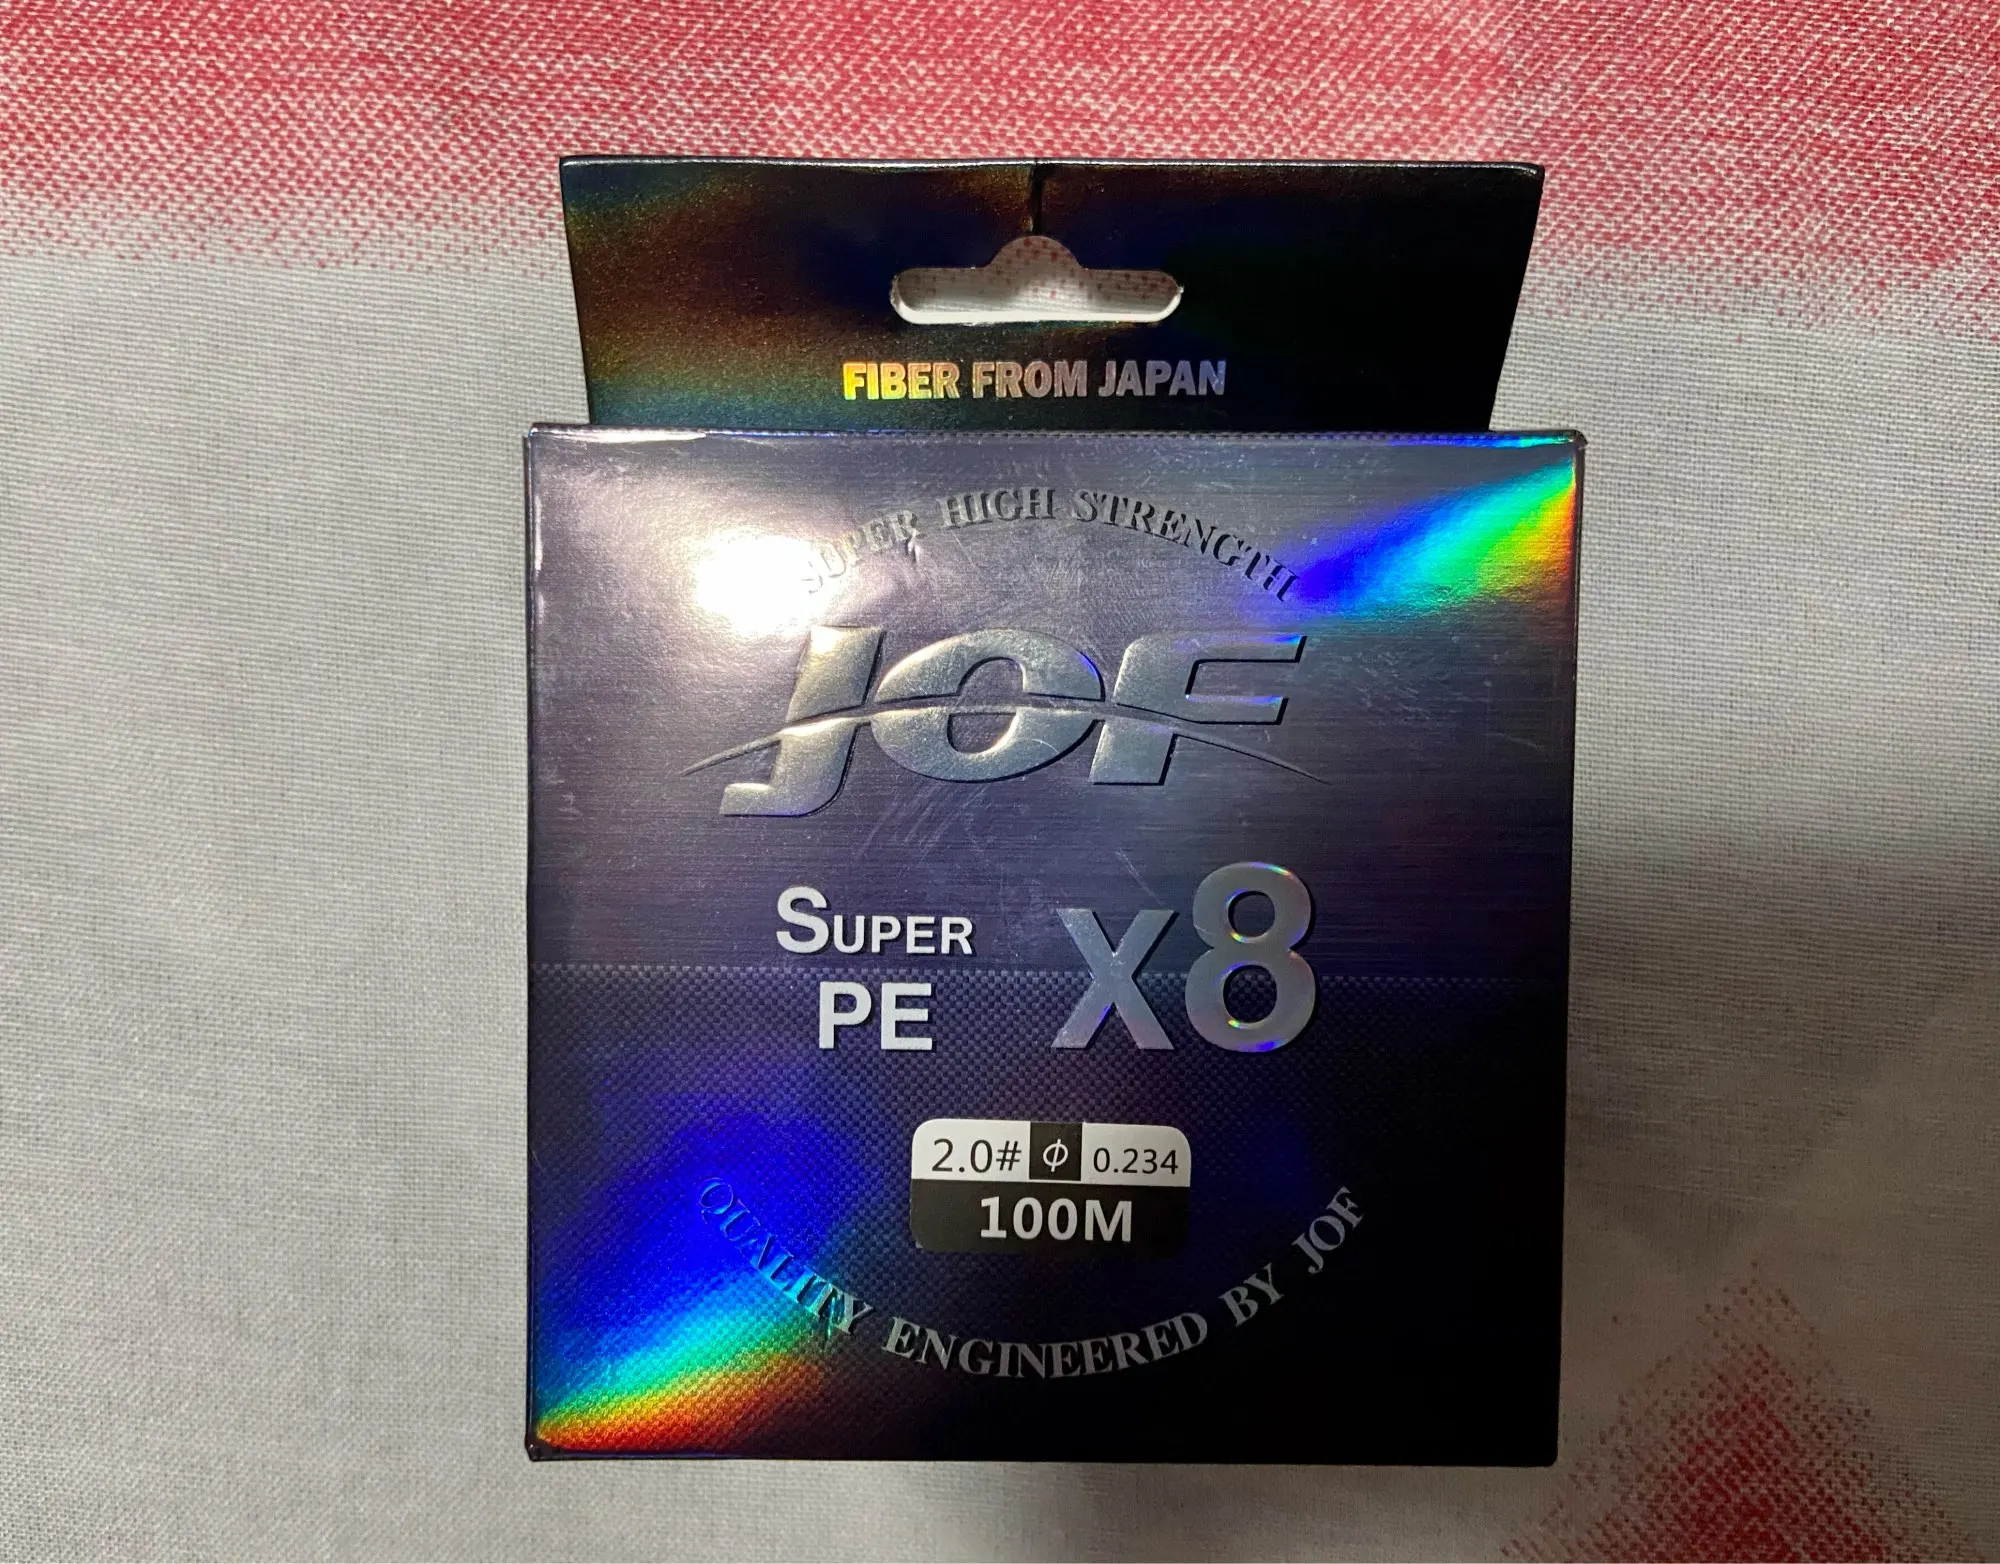 FIBER FROM JAPAN
SUPER HIGH STRENGTH
JOF
SUPER
PE
X8
2.0# ϕ 0.234
100M
QUALITY ENGINEERED BY JOF